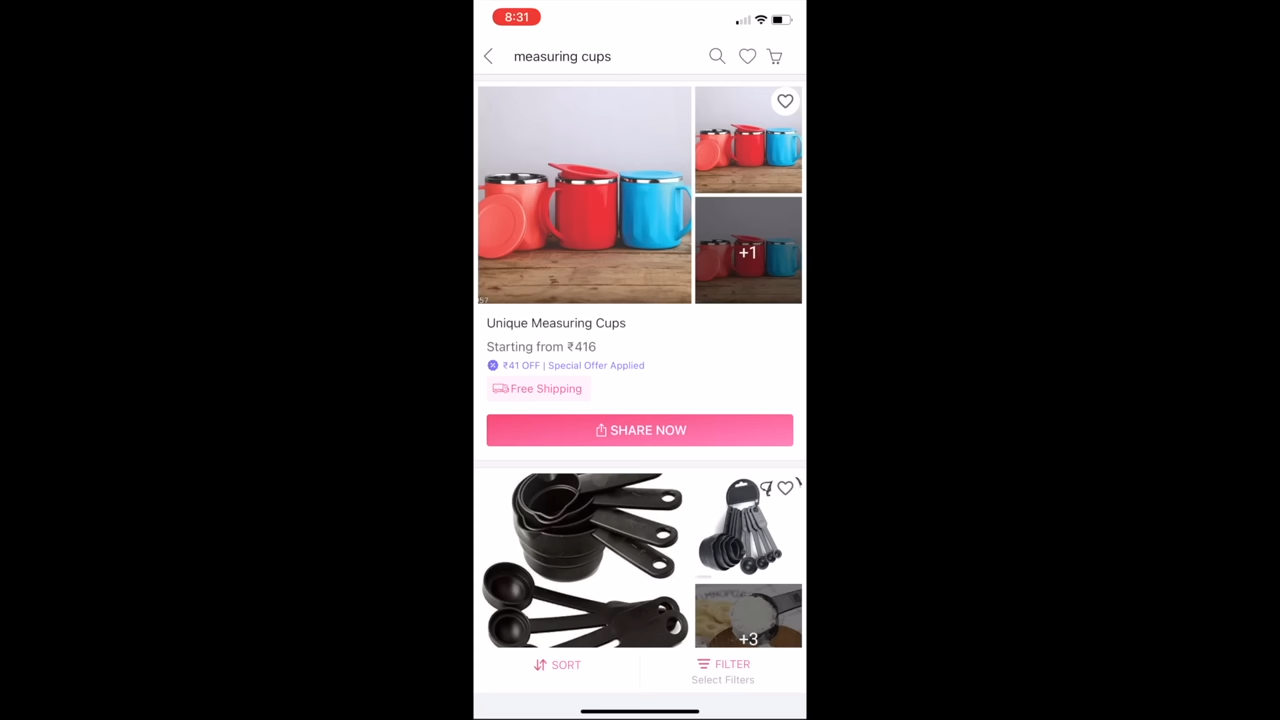 8:31
measuring cups
+1
Unique Measuring Cups
Starting from ₹416
₹41 OFF | Special Offer Applied
Free Shipping
SHARE NOW
+3
SORT
FILTER
Select Filters